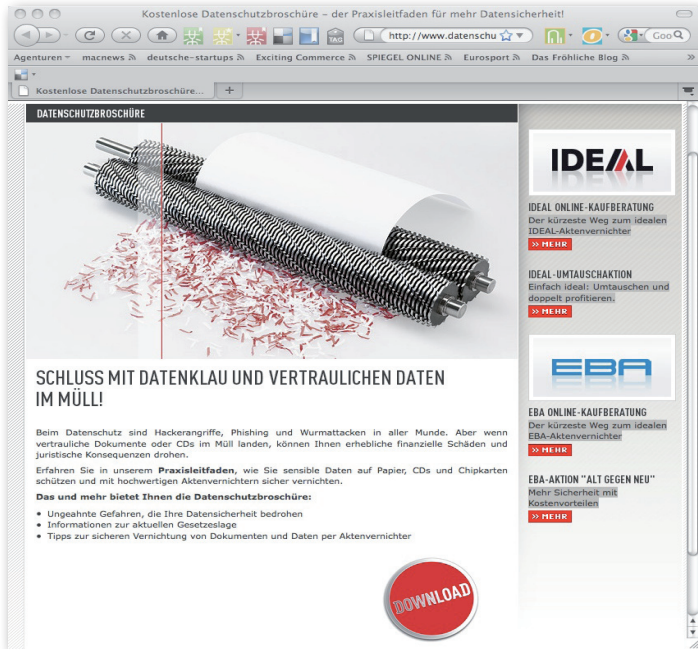 Kostenlose Datenschutzbroschüre – der Praxisleitfaden für mehr Datensicherheit!
TAG
http://www.datenschu
Goo
Agenturen
macnews
deutsche-startups
Exciting Commerce
SPIEGEL ONLINE
Eurosport
Das Fröhliche Blog
»
Kostenlose Datenschutzbroschüre...
+
DATENSCHUTZBROSCHÜRE
SCHLUSS MIT DATENKLAU UND VERTRAULICHEN DATEN
IM MÜLL!
Beim Datenschutz sind Hackerangriffe, Phishing und Wurmattacken in aller Munde. Aber wenn
vertrauliche Dokumente oder CDs im Müll landen, können Ihnen erhebliche finanzielle Schäden und
juristische Konsequenzen drohen.
Erfahren Sie in unserem Praxisleitfaden, wie Sie sensible Daten auf Papier, CDs und Chipkarten
schützen und mit hochwertigen Aktenvernichtern sicher vernichten.
Das und mehr bietet Ihnen die Datenschutzbroschüre:
• Ungeahnte Gefahren, die Ihre Datensicherheit bedrohen
• Informationen zur aktuellen Gesetzeslage
• Tipps zur sicheren Vernichtung von Dokumenten und Daten per Aktenvernichter
DOWNLOAD
IDEAL
IDEAL ONLINE-KAUFBERATUNG
Der kürzeste Weg zum idealen
IDEAL-Aktenvernichter
>> MEHR
IDEAL-UMTAUSCHAKTION
Einfach ideal: Umtauschen und
doppelt profitieren.
>> MEHR
EBA
EBA ONLINE-KAUFBERATUNG
Der kürzeste Weg zum idealen
EBA-Aktenvernichter
>> MEHR
EBA-AKTION "ALT GEGEN NEU"
Mehr Sicherheit mit
Kostenvorteilen
>> MEHR